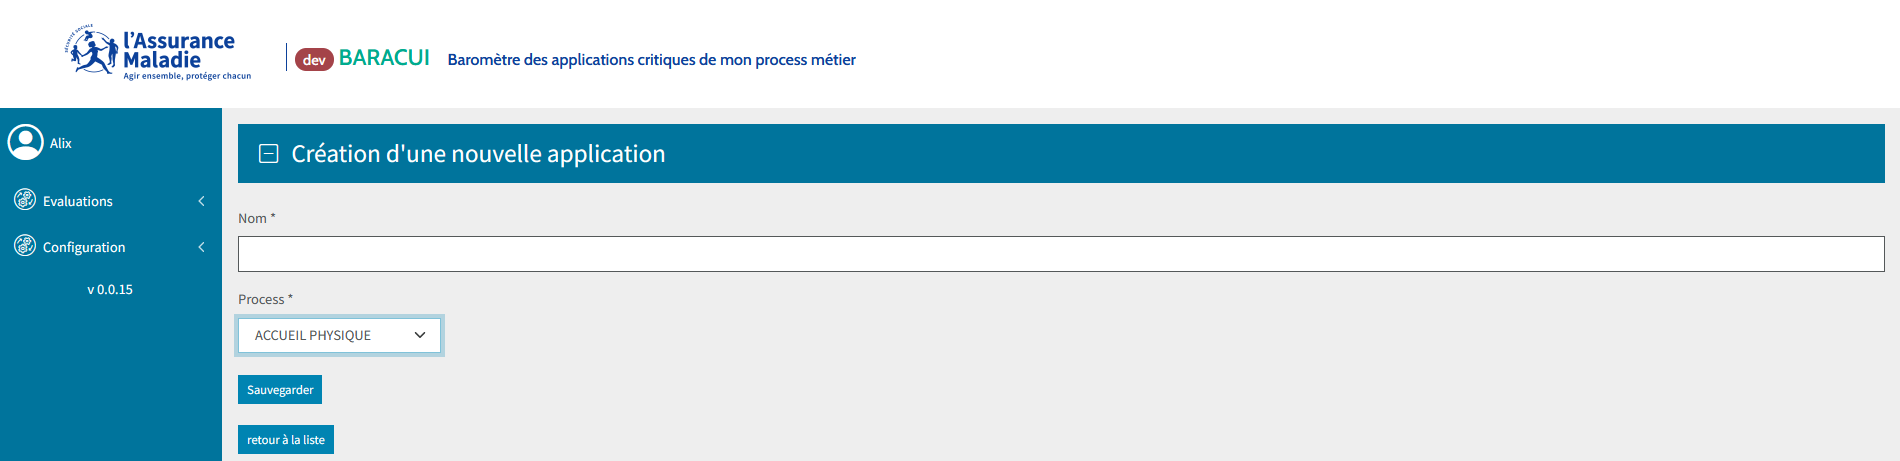 SÉCURITÉ SOCIALE
l'Assurance
Maladie
Agir ensemble, protéger chacun
dev BARACUI Baromètre des applications critiques de mon process métier
Alix
Evaluations
Configuration
v 0.0.15
Création d'une nouvelle application
Nom *
Process *
ACCUEIL PHYSIQUE
Sauvegarder
retour à la liste